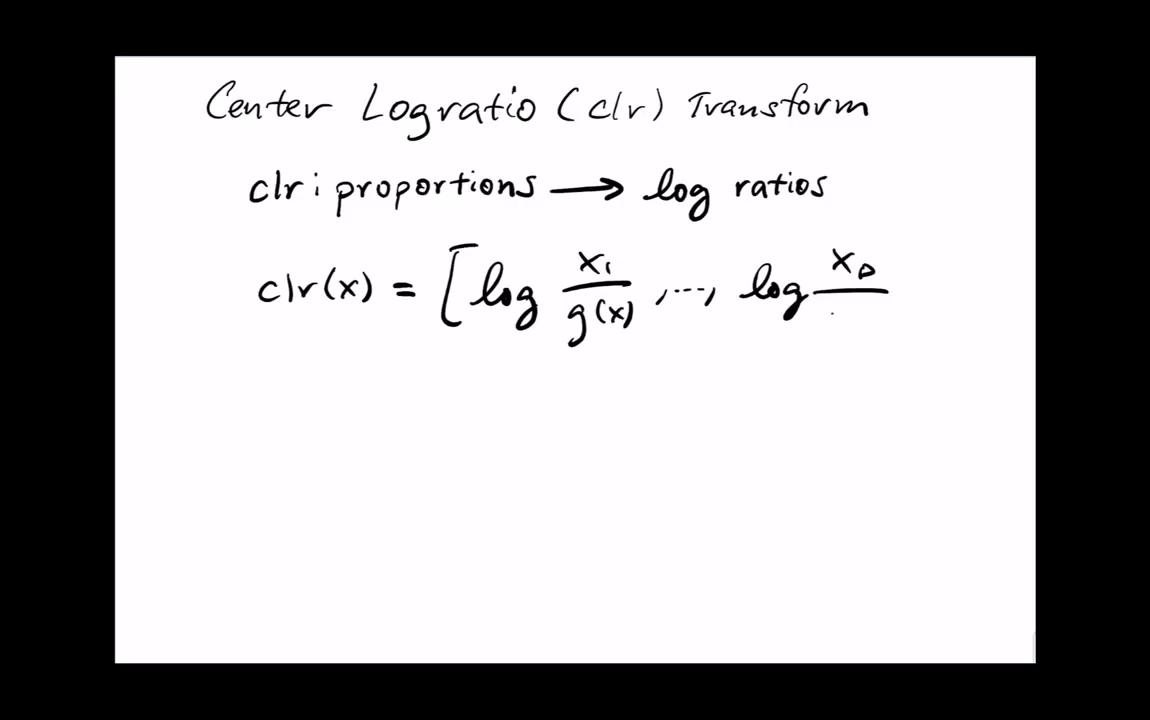 Center Logratio (clr) Transform
clr: proportions → log ratios
clr(x) = [ log x₁/g(x) , ..., log x_D/